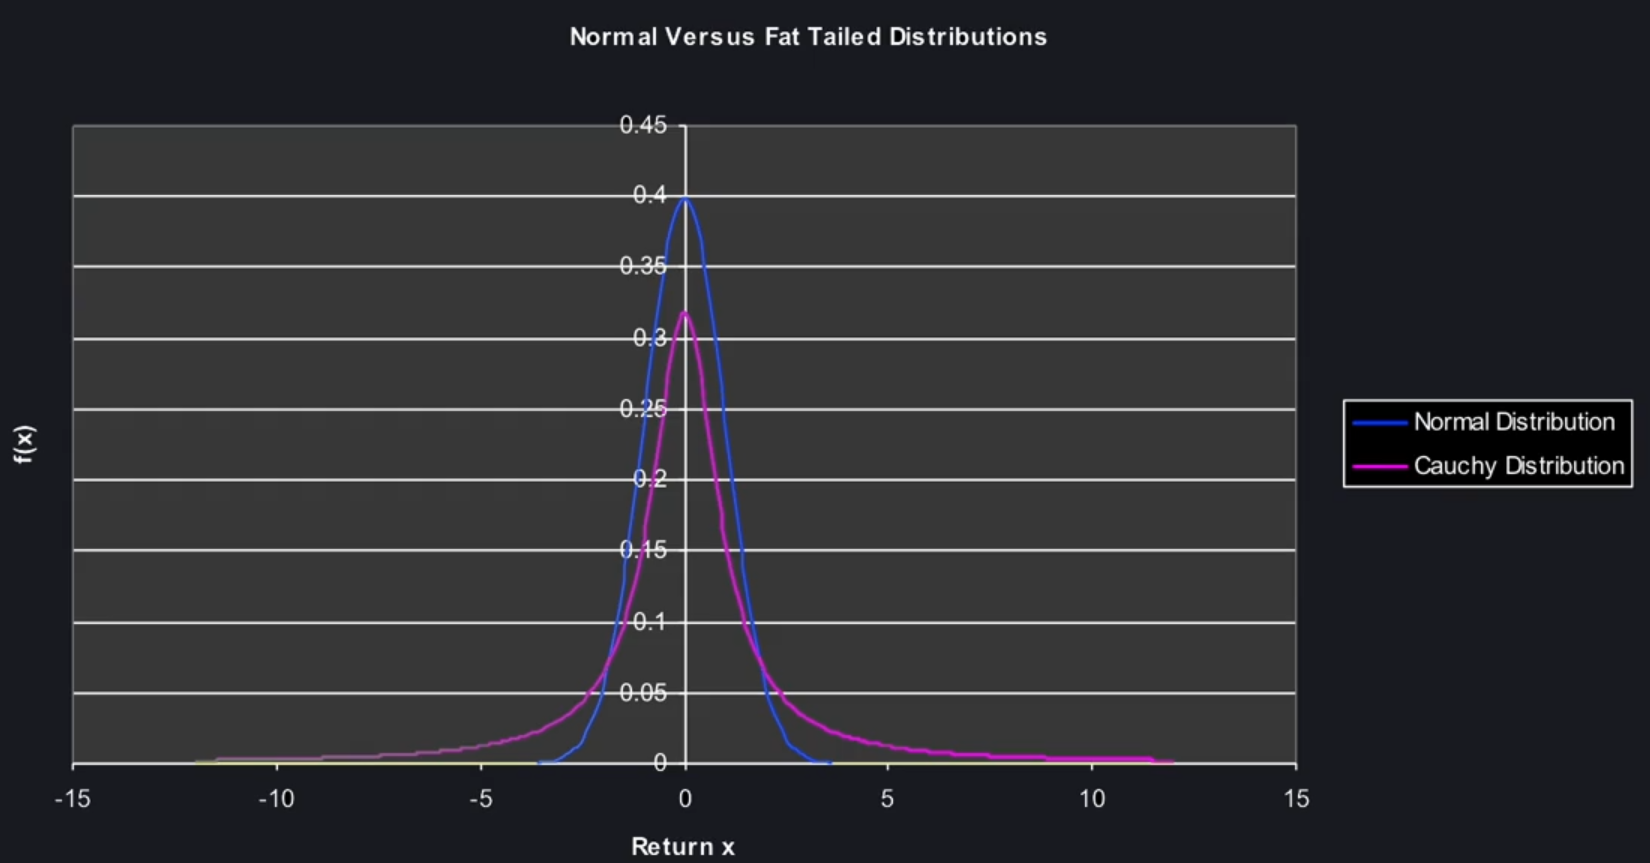 Normal Versus Fat Tailed Distributions
0.45
0.4
0.35
0.3
0.25
0.2
0.15
0.1
0.05
0
-15 -10 -5 0 5 10 15
f(x)
Return x
Normal Distribution
Cauchy Distribution